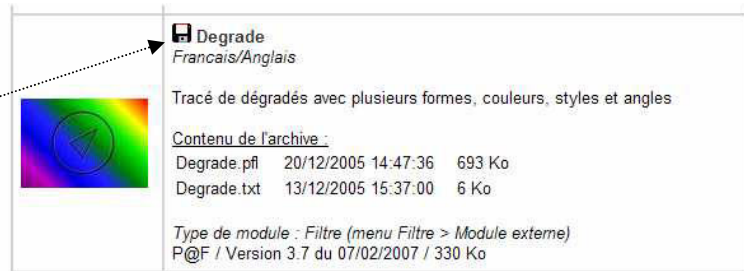 Degrade
Francais/Anglais
Tracé de dégradés avec plusieurs formes, couleurs, styles et angles
Contenu de l'archive :
Degrade.pfl 20/12/2005 14:47:36 693 Ko
Degrade.txt 13/12/2005 15:37:00 6 Ko
Type de module : Filtre (menu Filtre > Module externe)
P@F / Version 3.7 du 07/02/2007 / 330 Ko